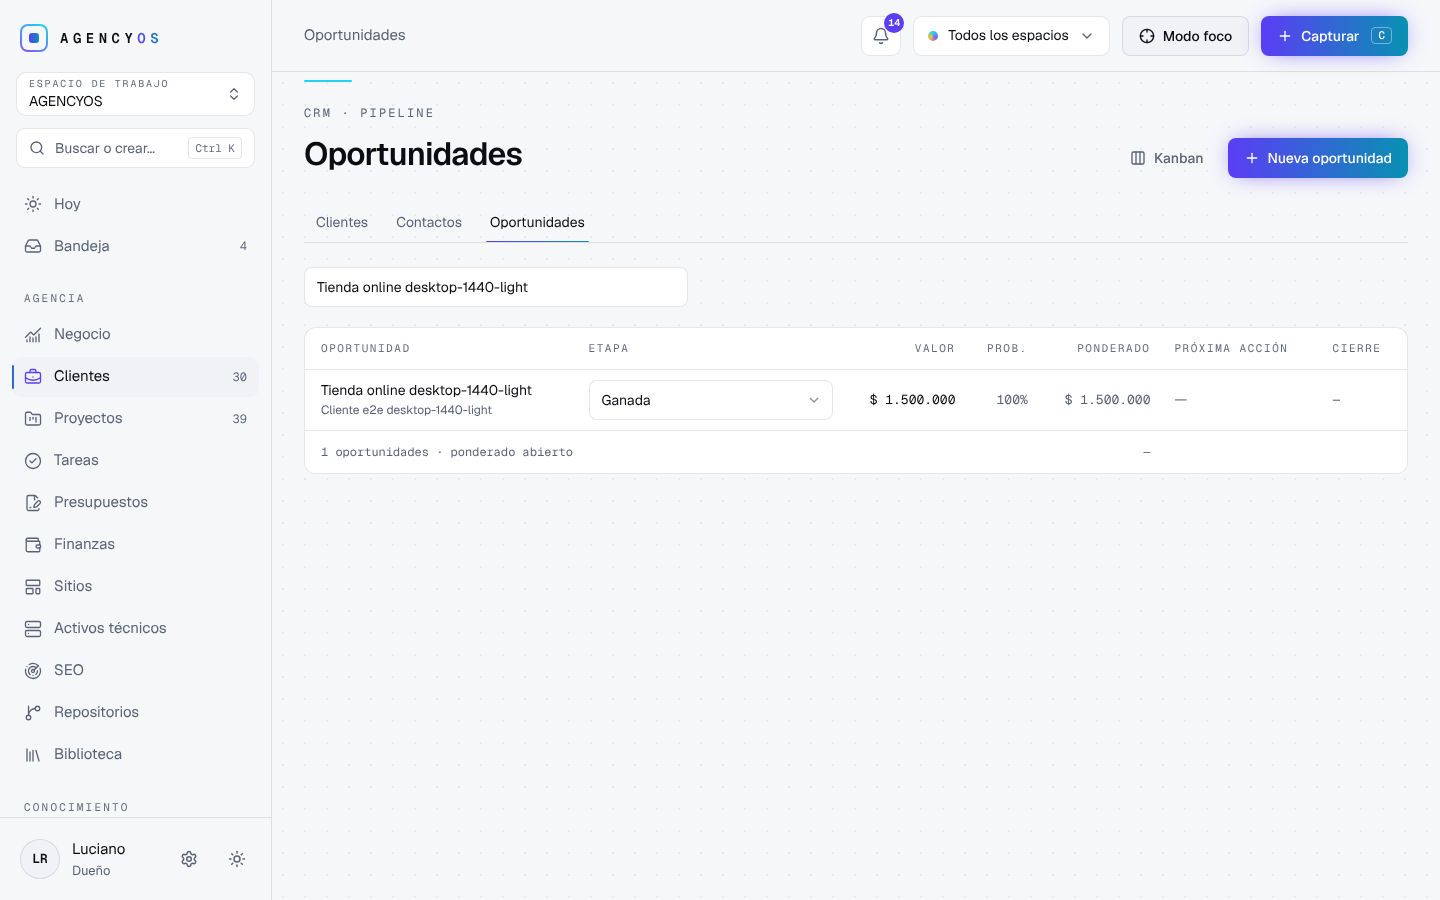 AGENCYOS
ESPACIO DE TRABAJO
AGENCYOS
Buscar o crear... Ctrl K
Hoy
Bandeja 4
AGENCIA
Negocio
Clientes 30
Proyectos 39
Tareas
Presupuestos
Finanzas
Sitios
Activos técnicos
SEO
Repositorios
Biblioteca
CONOCIMIENTO
LR
Luciano
Dueño
Oportunidades
14
Todos los espacios
Modo foco
Capturar C
CRM · PIPELINE
Oportunidades
Kanban
Nueva oportunidad
Clientes Contactos Oportunidades
Tienda online desktop-1440-light
OPORTUNIDAD ETAPA VALOR PROB. PONDERADO PRÓXIMA ACCIÓN CIERRE
Tienda online desktop-1440-light Ganada $ 1.500.000 100% $ 1.500.000 — –
Cliente e2e desktop-1440-light
1 oportunidades · ponderado abierto –